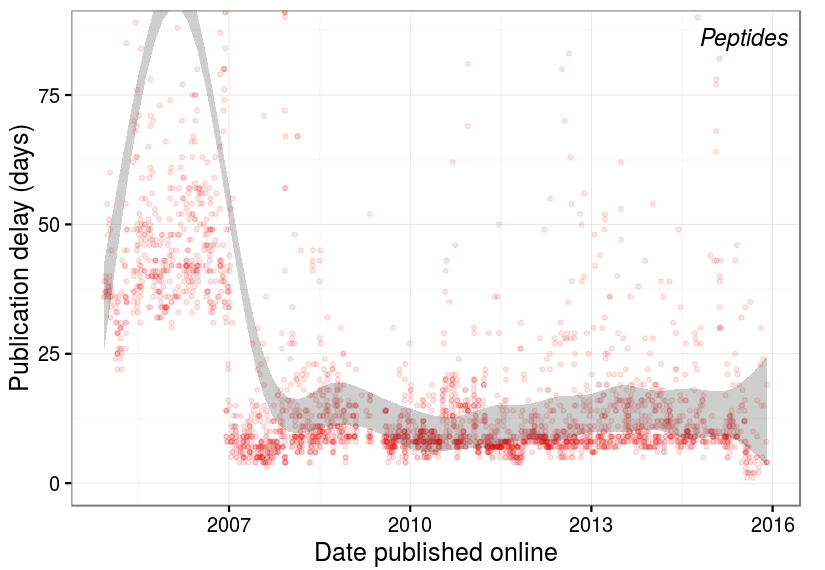 Peptides
Publication delay (days)
75
50
25
0
2007
2010
2013
2016
Date published online